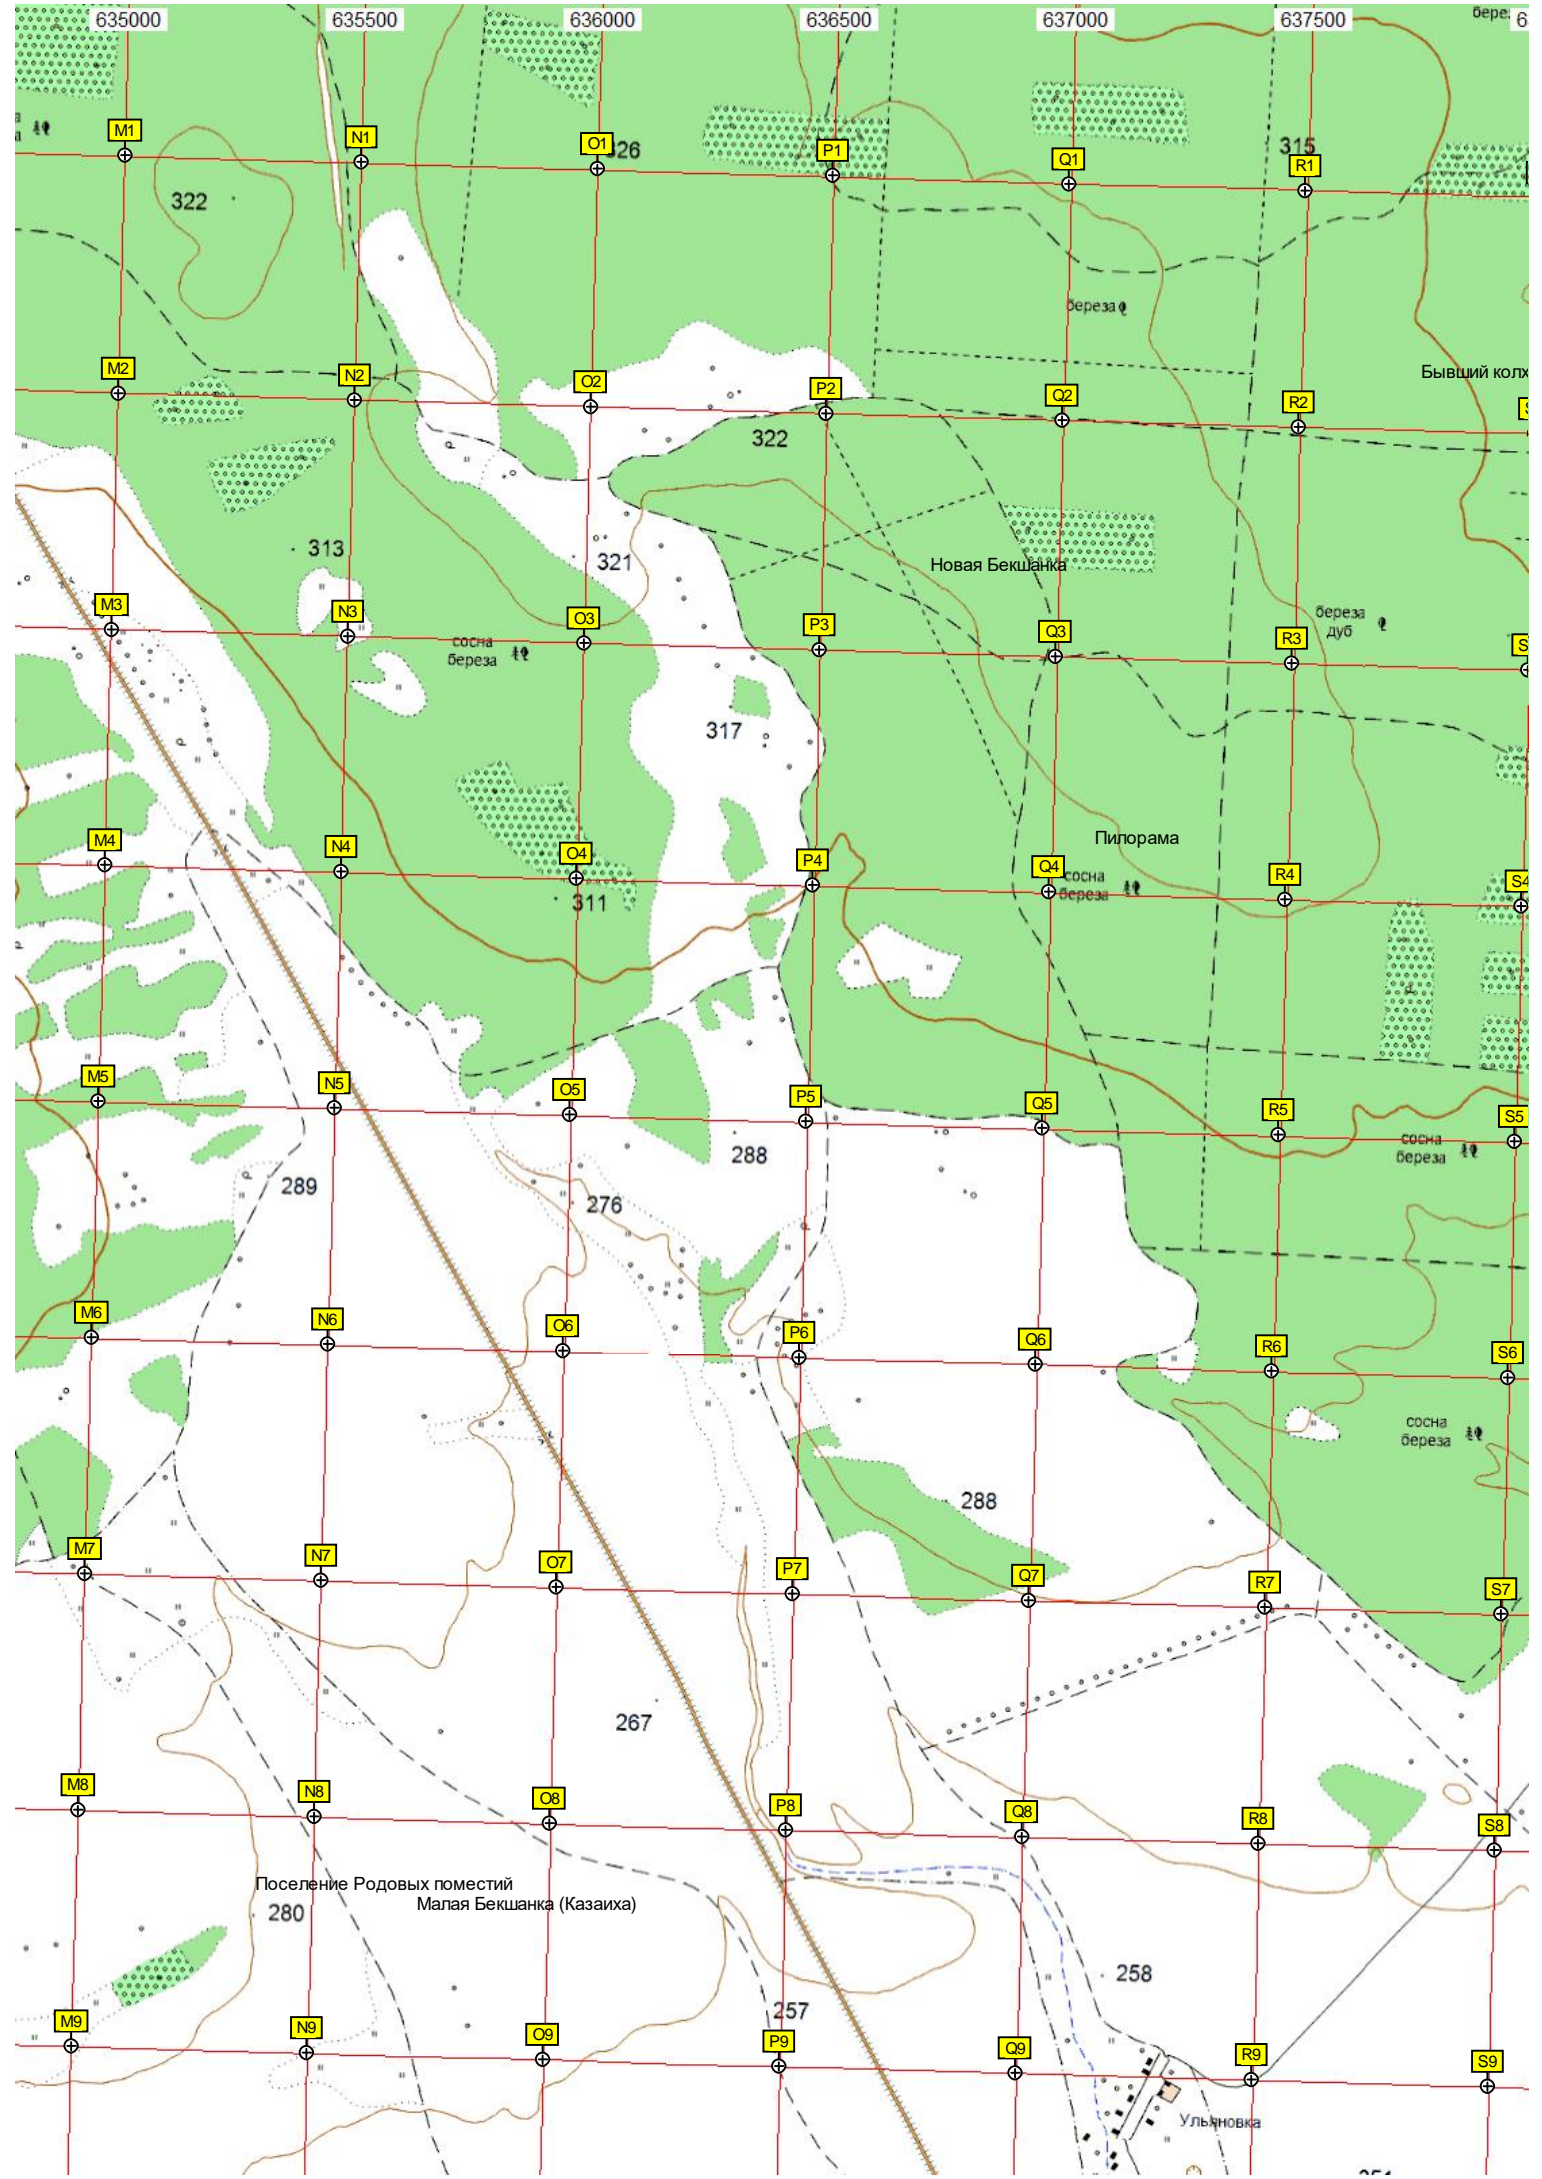 635000 635500 636000 636500 637000 637500
бере
M1 N1 O1 326 P1 Q1 315 R1
322
береза
M2 N2 O2 P2 Q2 R2
Бывший колх
322
313 321
Новая Бекшанка
M3 N3 O3 P3 Q3 R3
береза
дуб
сосна
береза
317
Пилорама
M4 N4 O4 P4 Q4 R4 S4
сосна
береза
311
M5 N5 O5 P5 Q5 R5 S5
сосна
береза
288
289 276
M6 N6 O6 P6 Q6 R6 S6
сосна
береза
288
M7 N7 O7 P7 Q7 R7 S7
267
M8 N8 O8 P8 Q8 R8 S8
Поселение Родовых поместий
Малая Бекшанка (Казаиха)
280
258
257
M9 N9 O9 P9 Q9 R9 S9
Ульяновка